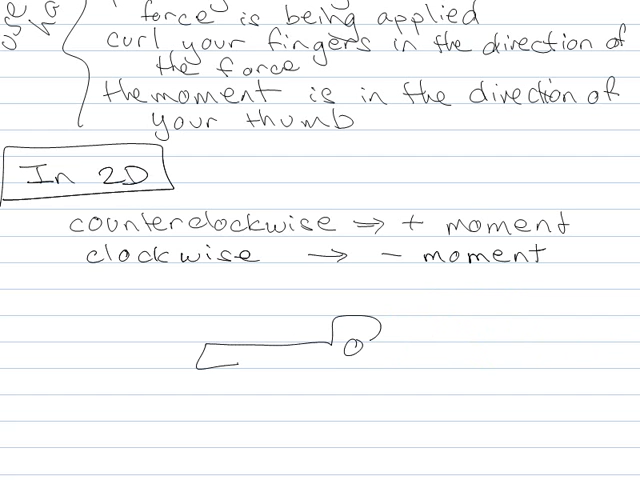 force is being applied
curl your fingers in the direction of
the force
the moment is in the direction of
your thumb
In 2D
counterclockwise → + moment
clockwise → - moment